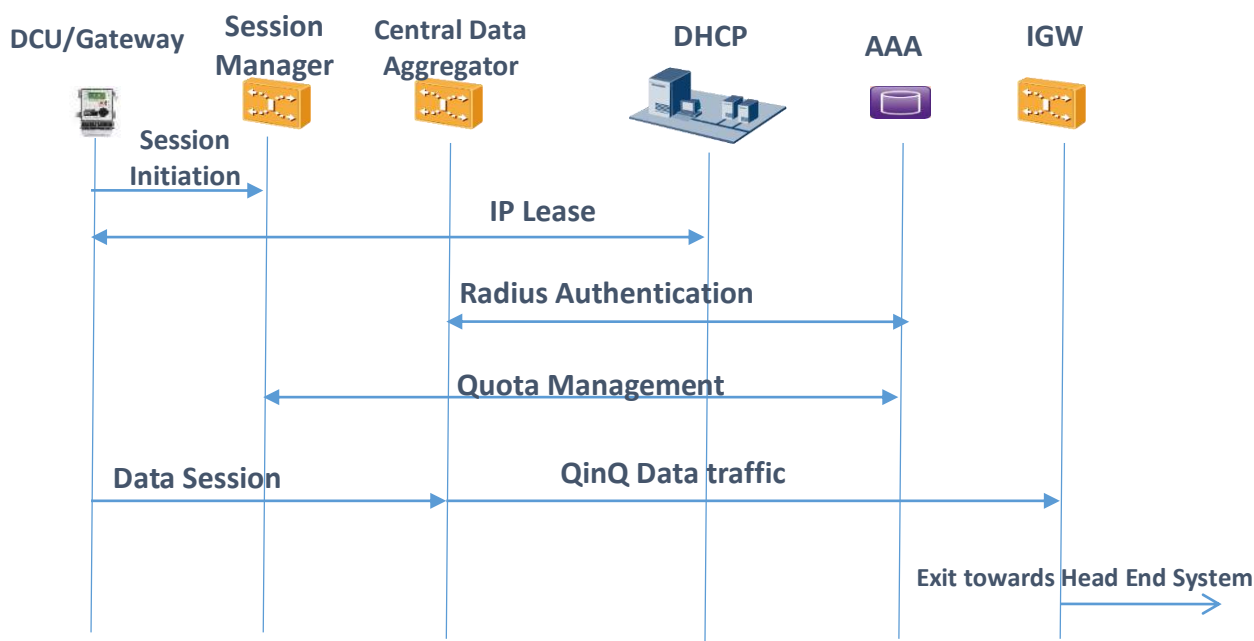 DCU/Gateway
Session
Manager
Central Data
Aggregator
DHCP
AAA
IGW
Session
Initiation
IP Lease
Radius Authentication
Quota Management
Data Session
QinQ Data traffic
Exit towards Head End System